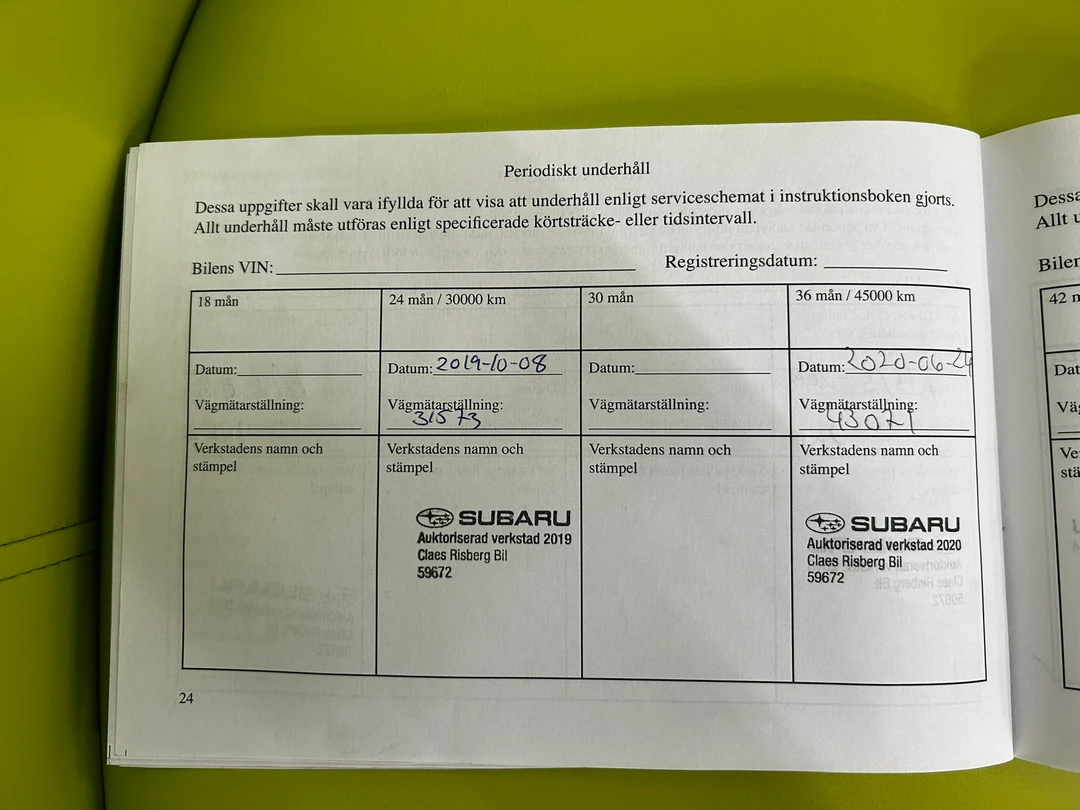 Periodiskt underhåll
Dessa uppgifter skall vara ifyllda för att visa att underhåll enligt serviceschemat i instruktionsboken gjorts.
Allt underhåll måste utföras enligt specificerade körtsträcke- eller tidsintervall.
Bilens VIN:
Registreringsdatum:
18 mån
Datum:
Vägmätarställning:
Verkstadens namn och
stämpel
24 mån / 30000 km
Datum: 2019-10-08
Vägmätarställning:
31573
Verkstadens namn och
stämpel
SUBARU
Auktoriserad verkstad 2019
Claes Risberg Bil
59672
30 mån
Datum:
Vägmätarställning:
Verkstadens namn och
stämpel
36 mån / 45000 km
Datum: 2020-06-24
Vägmätarställning:
43071
Verkstadens namn och
stämpel
SUBARU
Auktoriserad verkstad 2020
Claes Risberg Bil
59672
24
Dessa
Allt
42